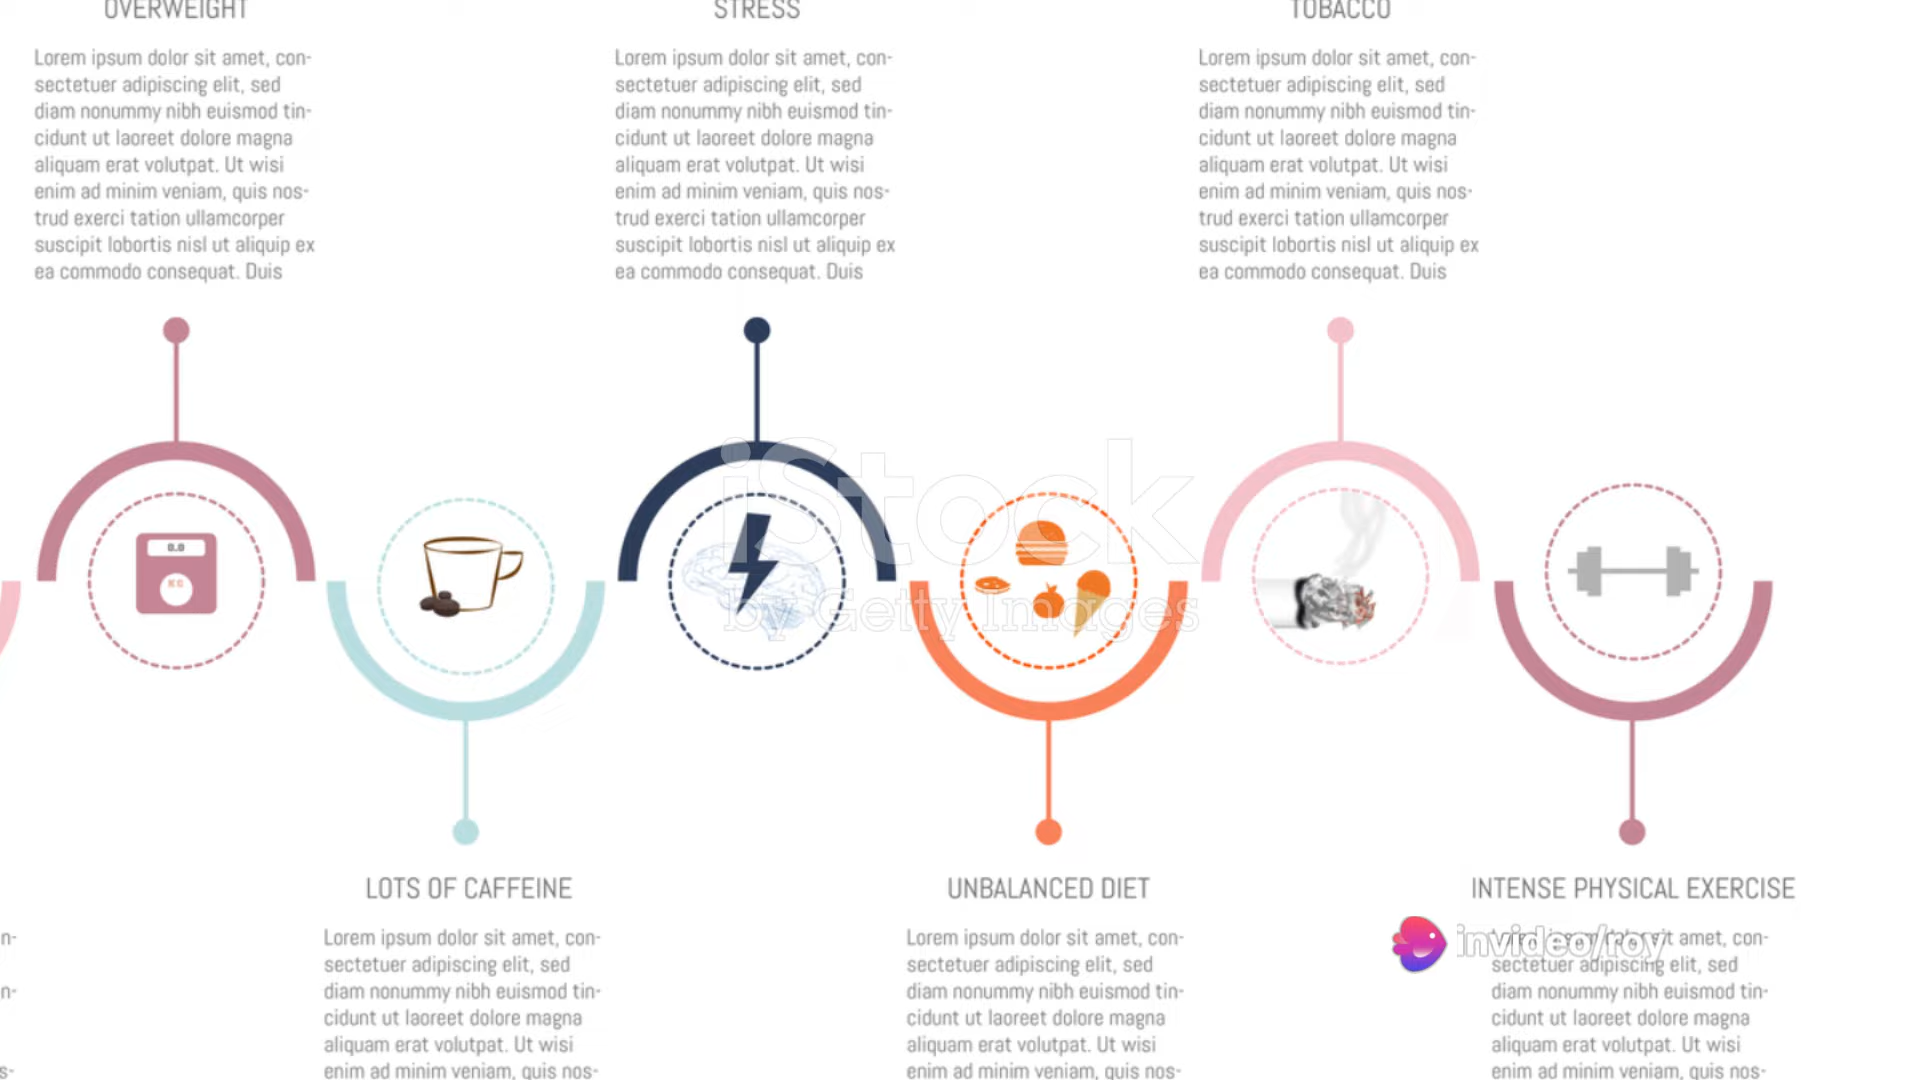 OVERWEIGHT
Lorem ipsum dolor sit amet, con-
sectetuer adipiscing elit, sed
diam nonummy nibh euismod tin-
cidunt ut laoreet dolore magna
aliquam erat volutpat. Ut wisi
enim ad minim veniam, quis nos-
trud exerci tation ullamcorper
suscipit lobortis nisl ut aliquip ex
ea commodo consequat. Duis
STRESS
Lorem ipsum dolor sit amet, con-
sectetuer adipiscing elit, sed
diam nonummy nibh euismod tin-
cidunt ut laoreet dolore magna
aliquam erat volutpat. Ut wisi
enim ad minim veniam, quis nos-
trud exerci tation ullamcorper
suscipit lobortis nisl ut aliquip ex
ea commodo consequat. Duis
TOBACCO
Lorem ipsum dolor sit amet, con-
sectetuer adipiscing elit, sed
diam nonummy nibh euismod tin-
cidunt ut laoreet dolore magna
aliquam erat volutpat. Ut wisi
enim ad minim veniam, quis nos-
trud exerci tation ullamcorper
suscipit lobortis nisl ut aliquip ex
ea commodo consequat. Duis
0.0
KG
iStock
by Getty Images
n-
n-
s-
LOTS OF CAFFEINE
Lorem ipsum dolor sit amet, con-
sectetuer adipiscing elit, sed
diam nonummy nibh euismod tin-
cidunt ut laoreet dolore magna
aliquam erat volutpat. Ut wisi
enim ad minim veniam, quis nos-
UNBALANCED DIET
Lorem ipsum dolor sit amet, con-
sectetuer adipiscing elit, sed
diam nonummy nibh euismod tin-
cidunt ut laoreet dolore magna
aliquam erat volutpat. Ut wisi
enim ad minim veniam, quis nos-
INTENSE PHYSICAL EXERCISE
Lorem ipsum dolor sit amet, con-
sectetuer adipiscing elit, sed
diam nonummy nibh euismod tin-
cidunt ut laoreet dolore magna
aliquam erat volutpat. Ut wisi
enim ad minim veniam, quis nos-
invideo/roy